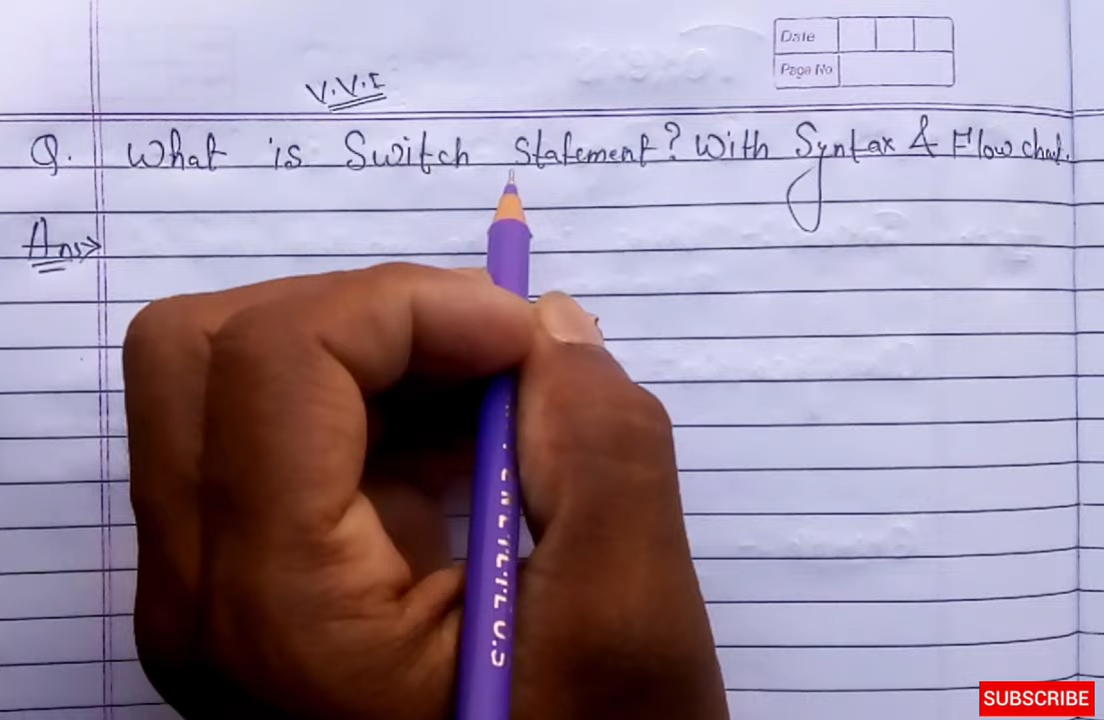 Date
Page No
V.V.I
Q. What is Switch Statement? With Syntax & Flow chart.
Ans
SUBSCRIBE